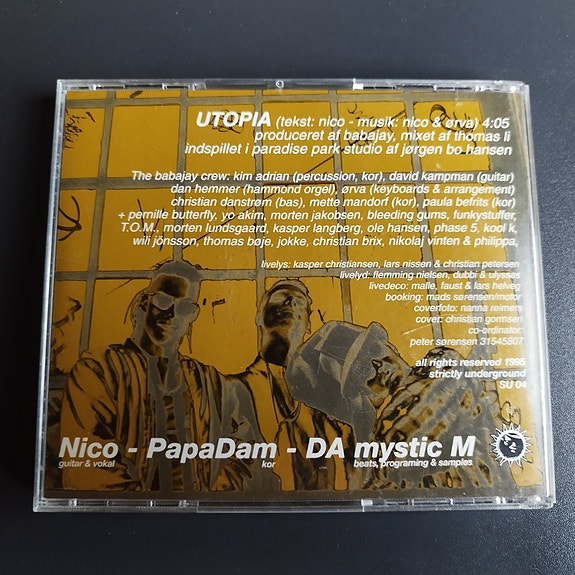 UTOPIA (tekst: nico - musik: nico & ørva) 4:05
produceret af babajay, mixet af thomas li
indspillet i paradise park studio af jørgen bo hansen
The babajay crew: kim adrian (percussion, kor), david kampman (guitar)
dan hemmer (hammond orgel), ørva (keyboards & arrangement)
christian danstrøm (bas), mette mandorf (kor), paula befrits (kor)
+ pernille butterfly, yo akim, morten jakobsen, bleeding gums, funkystuffer,
T.O.M., morten lundsgaard, kasper langberg, ole hansen, phase 5, kool k,
wili jönsson, thomas bøje, jokke, christian brix, nikolaj vinten & philippa,
livelys: kasper christiansen, lars nissen & christian petersen
livelyd: flemming nielsen, dubbi & ulysses
livedeco: malle, faust & lars helveg
booking: mads sørensen/motor
coverfoto: nanna reimers
cover: christian gormsen
co-ordinator:
peter sørensen 31545807
all rights reserved 1995
strictly underground
SU 04
Nico - PapaDam - DA mystic M
guitar & vokal kor beats, programing & samples